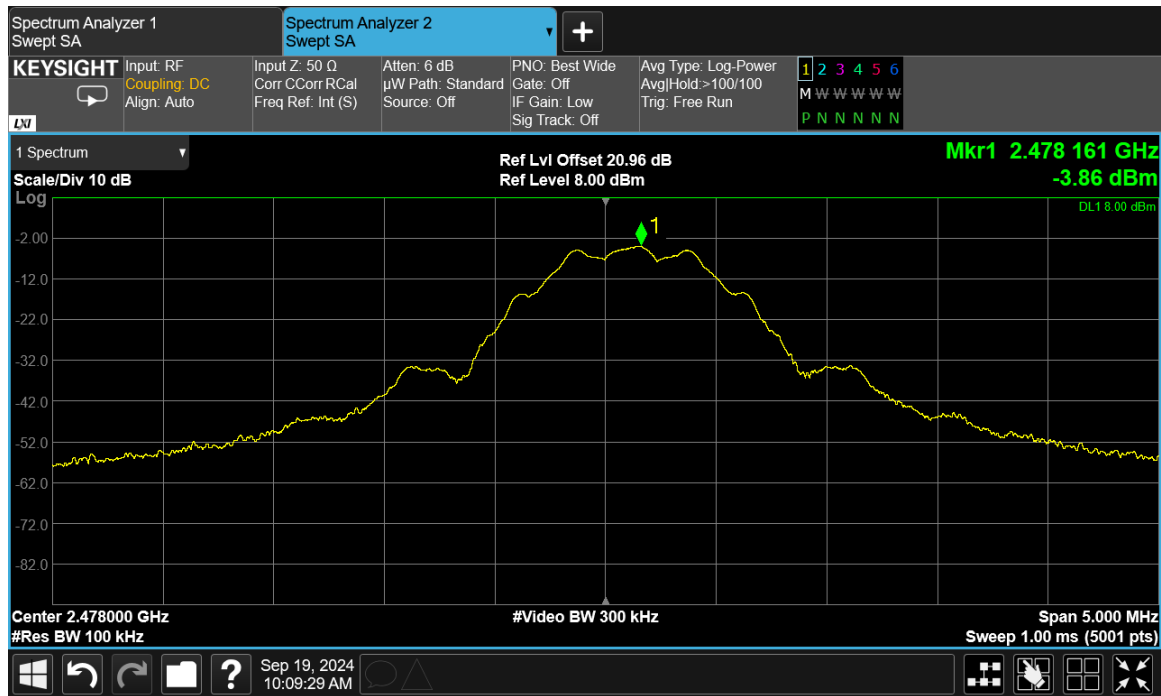 Spectrum Analyzer 1
Swept SA
Spectrum Analyzer 2
Swept SA
KEYSIGHT
LXI
Input: RF
Coupling: DC
Align: Auto
Input Z: 50 Ω
Corr CCorr RCal
Freq Ref: Int (S)
Atten: 6 dB
µW Path: Standard
Source: Off
PNO: Best Wide
Gate: Off
IF Gain: Low
Sig Track: Off
Avg Type: Log-Power
Avg|Hold:>100/100
Trig: Free Run
1 2 3 4 5 6
M W W W W W
P N N N N N
1 Spectrum
Scale/Div 10 dB
Log
Ref Lvl Offset 20.96 dB
Ref Level 8.00 dBm
Mkr1 2.478 161 GHz
-3.86 dBm
DL1 8.00 dBm
1
-2.00
-12.0
-22.0
-32.0
-42.0
-52.0
-62.0
-72.0
-82.0
Center 2.478000 GHz
#Res BW 100 kHz
#Video BW 300 kHz
Span 5.000 MHz
Sweep 1.00 ms (5001 pts)
?
Sep 19, 2024
10:09:29 AM